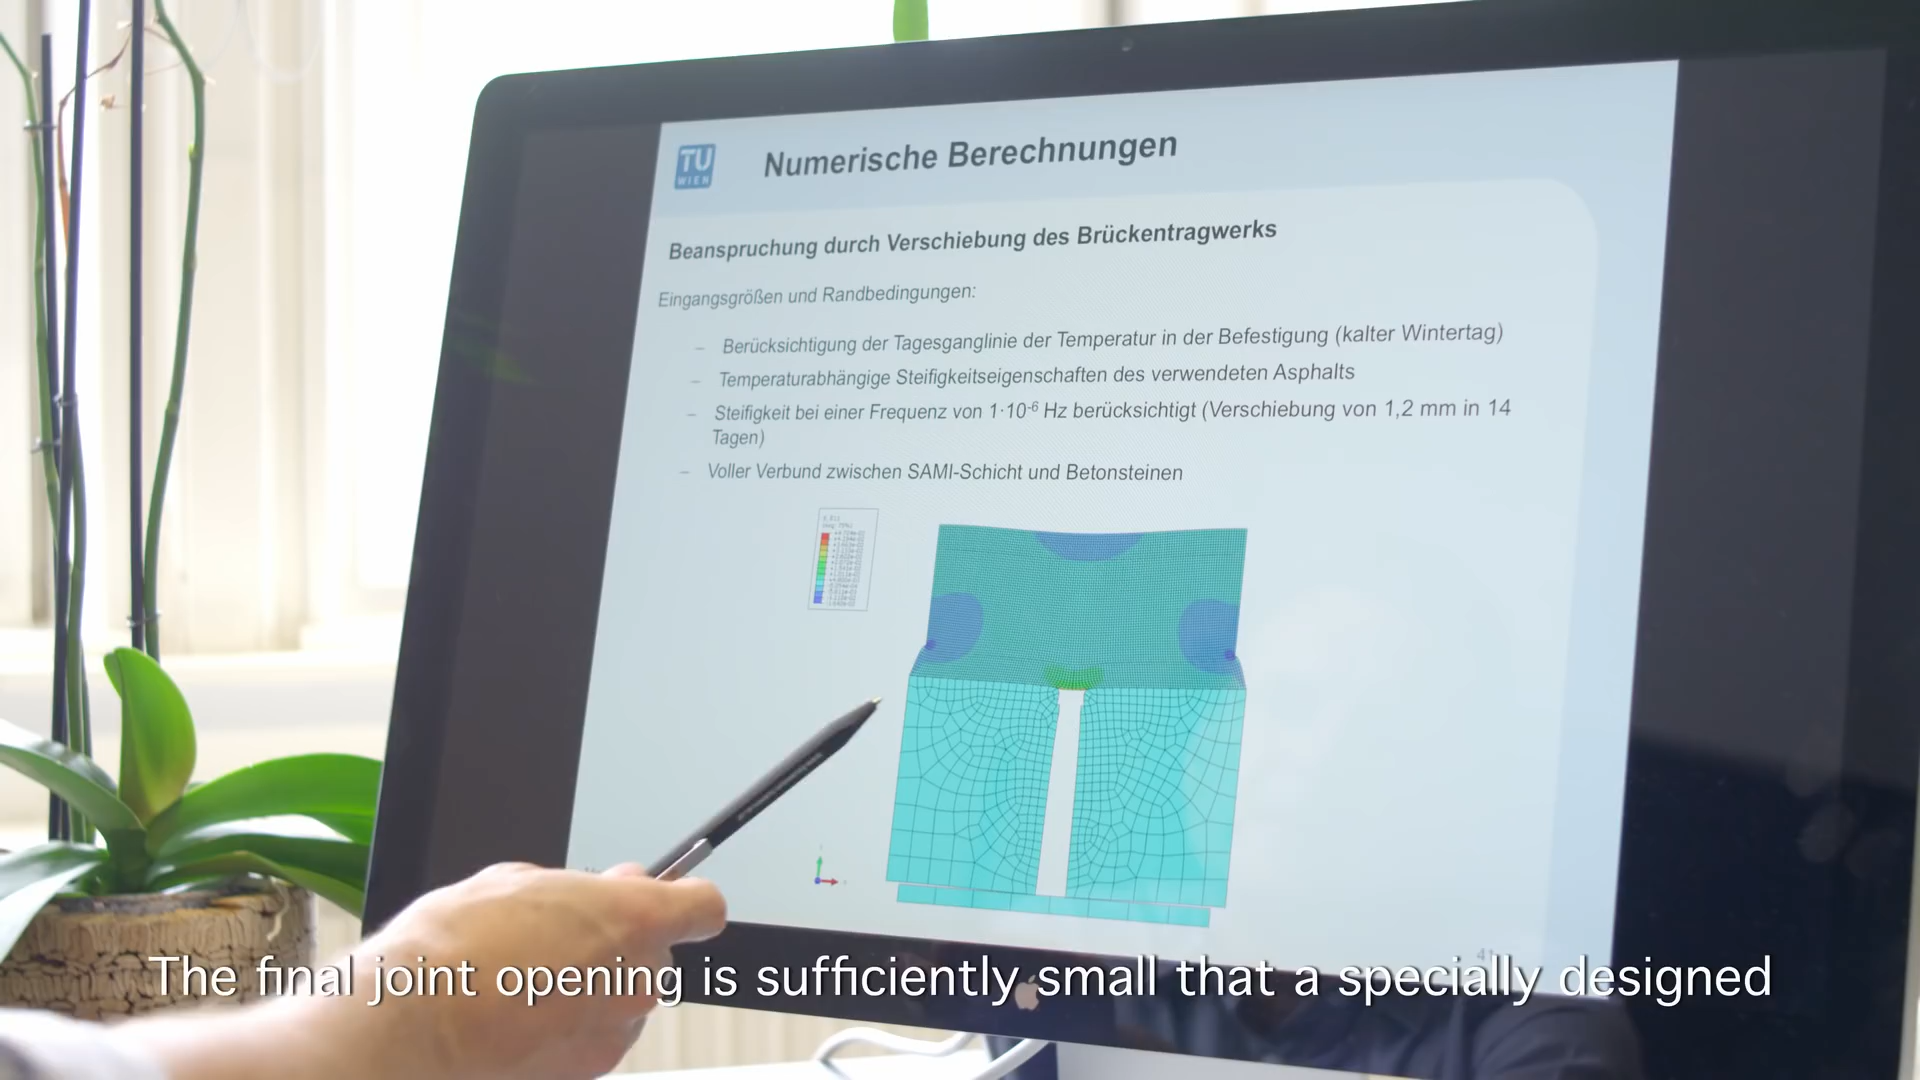 TU
WIEN
Numerische Berechnungen
Beanspruchung durch Verschiebung des Brückentragwerks
Eingangsgrößen und Randbedingungen:
– Berücksichtigung der Tagesganglinie der Temperatur in der Befestigung (kalter Wintertag)
– Temperaturabhängige Steifigkeitseigenschaften des verwendeten Asphalts
– Steifigkeit bei einer Frequenz von 1·10⁻⁶ Hz berücksichtigt (Verschiebung von 1,2 mm in 14
Tagen)
– Voller Verbund zwischen SAMI-Schicht und Betonsteinen
The final joint opening is sufficiently small that a specially designed